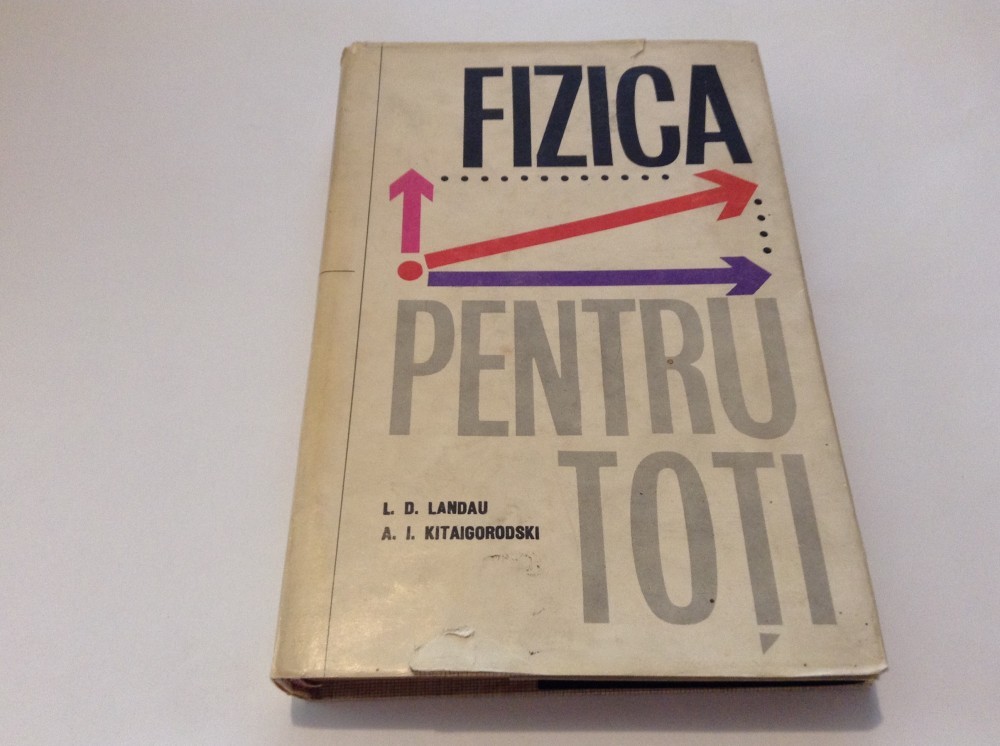 FIZICA
PENTRU
TOȚI
L. D. LANDAU
A. I. KITAIGORODSKI